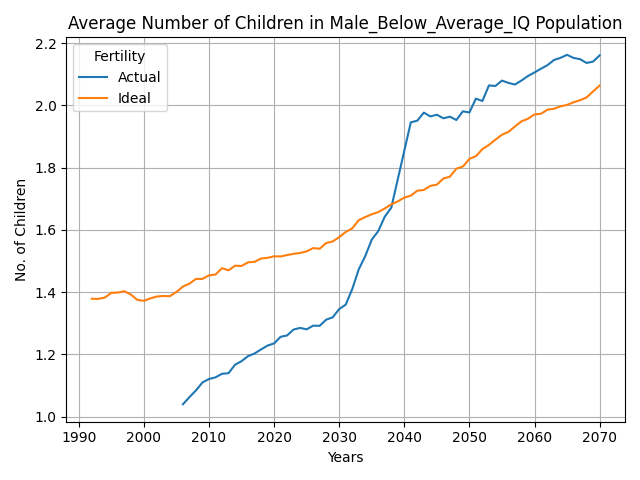 Average Number of Children in Male_Below_Average_IQ Population
2.2
2.0
1.8
1.6
1.4
1.2
1.0
No. of Children
Fertility
Actual
Ideal
1990 2000 2010 2020 2030 2040 2050 2060 2070
Years